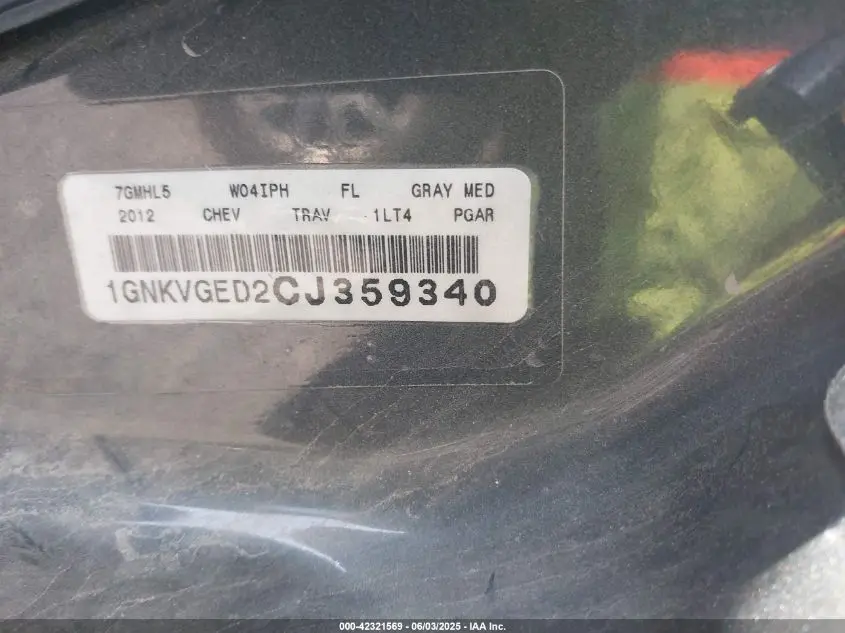 7GMHL5 W04IPH FL GRAY MED
2012 CHEV TRAV 1LT4 PGAR
1GNKVGED2CJ359340
000-42321569 - 06/03/2025 - IAA Inc.